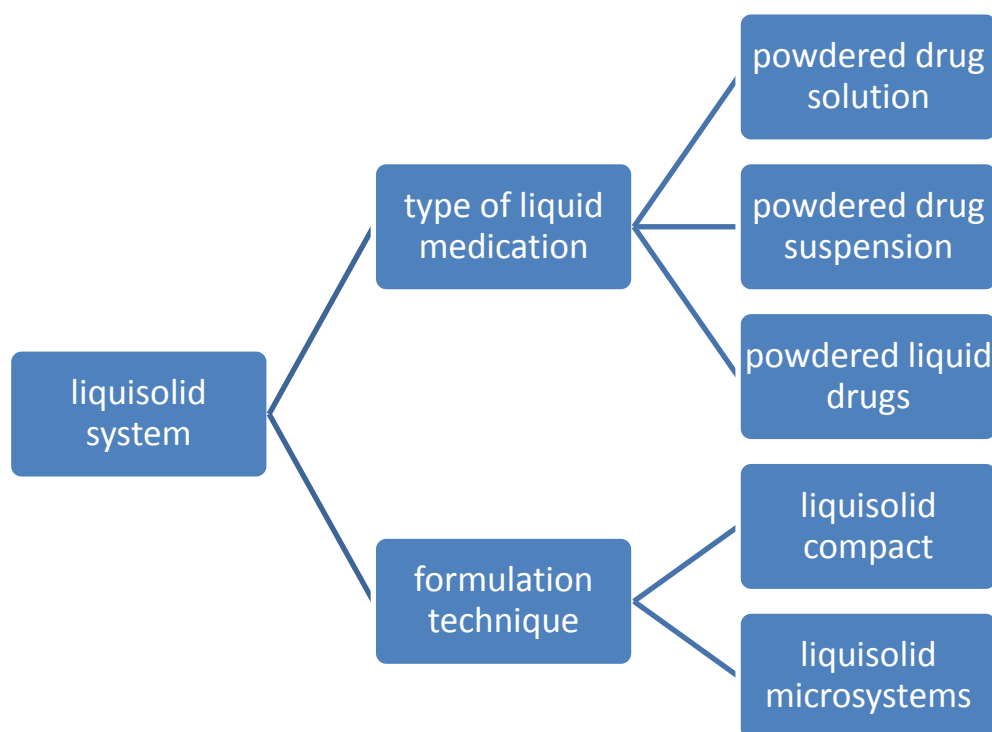 liquisolid
system
type of liquid
medication
formulation
technique
powdered drug
solution
powdered drug
suspension
powdered liquid
drugs
liquisolid
compact
liquisolid
microsystems